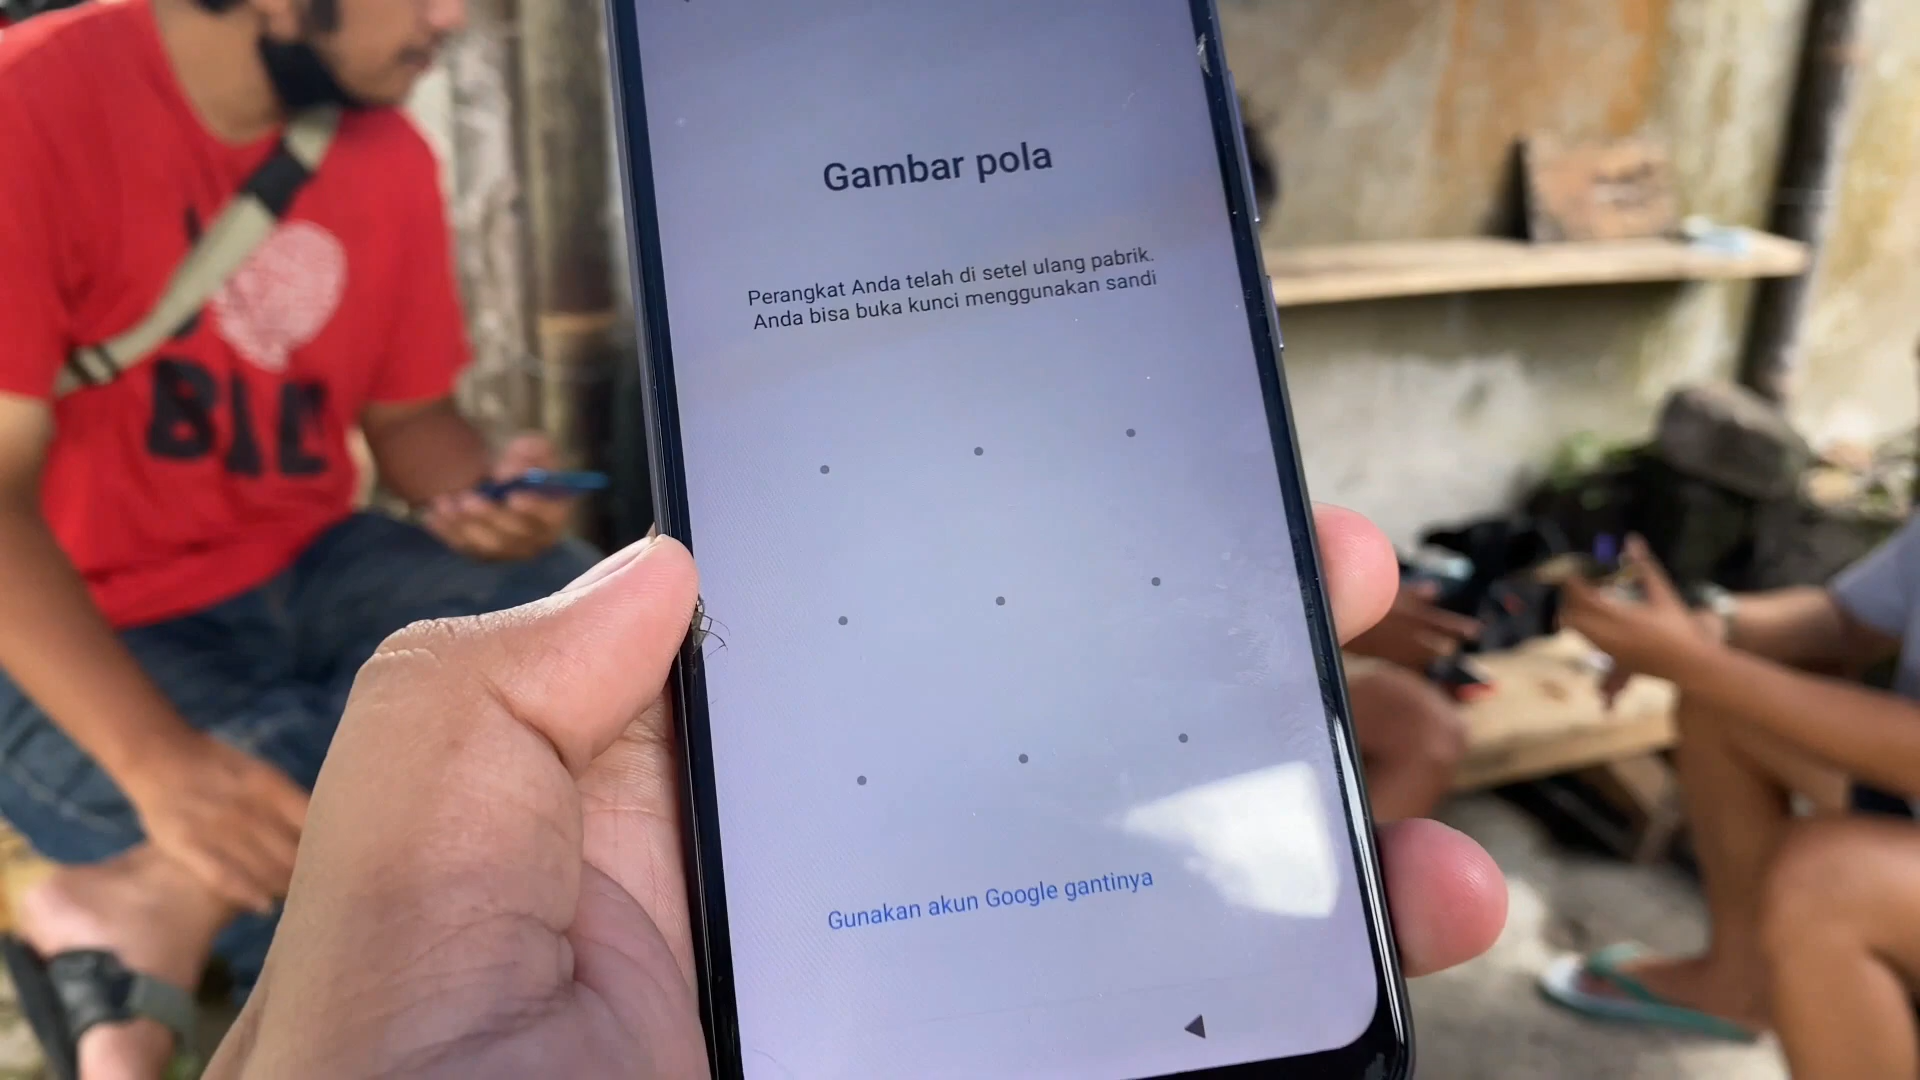 Gambar pola
Perangkat Anda telah di setel ulang pabrik.
Anda bisa buka kunci menggunakan sandi
Gunakan akun Google gantinya